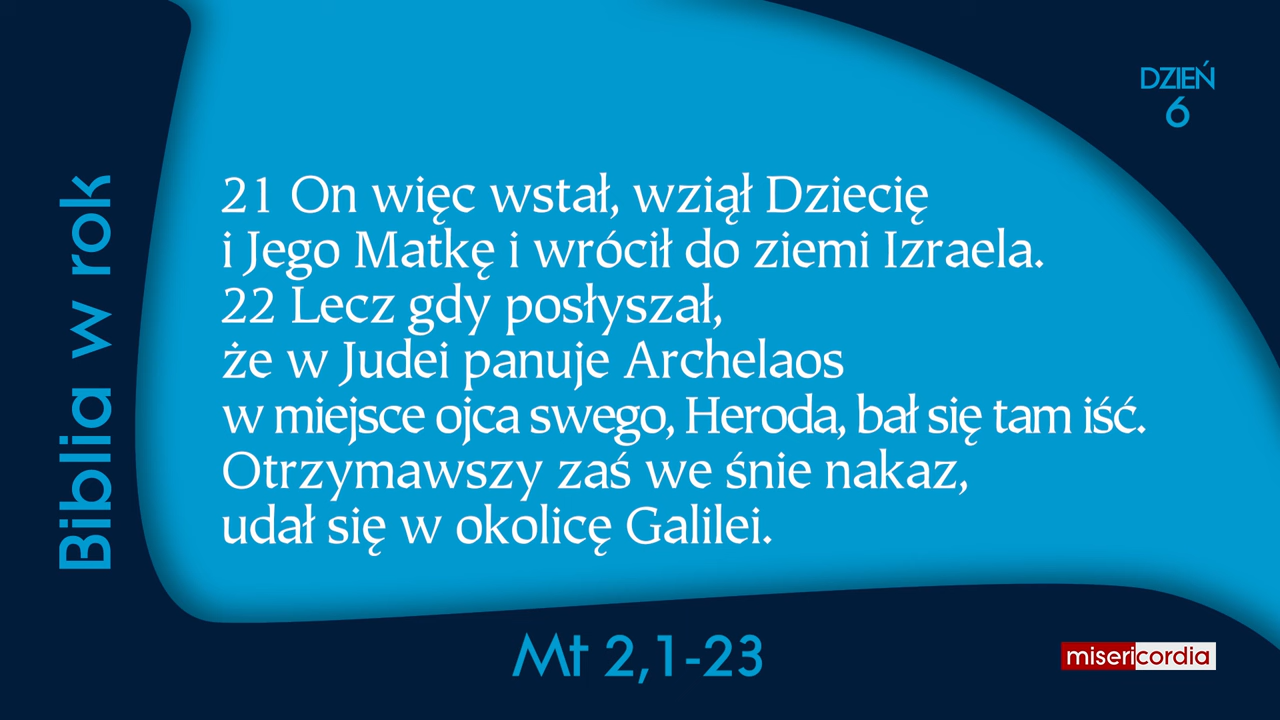 DZIEŃ
6
Biblia w rok
21 On więc wstał, wziął Dziecię
i Jego Matkę i wrócił do ziemi Izraela.
22 Lecz gdy posłyszał,
że w Judei panuje Archelaos
w miejsce ojca swego, Heroda, bał się tam iść.
Otrzymawszy zaś we śnie nakaz,
udał się w okolicę Galilei.
Mt 2,1-23
misericordia